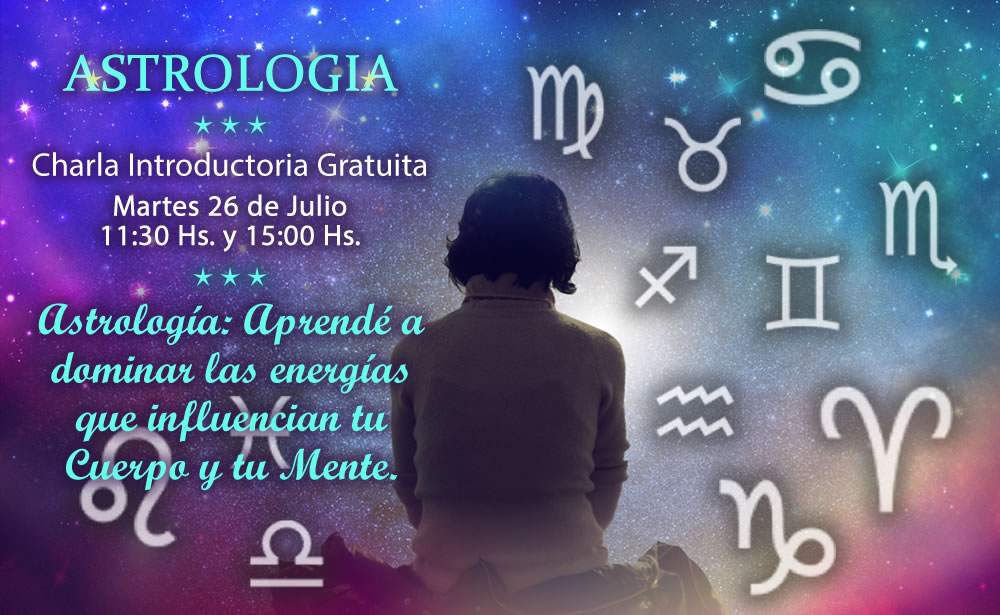 ASTROLOGIA
Charla Introductoria Gratuita
Martes 26 de Julio
11:30 Hs. y 15:00 Hs.
Astrología: Aprendé a
dominar las energías
que influencian tu
Cuerpo y tu Mente.